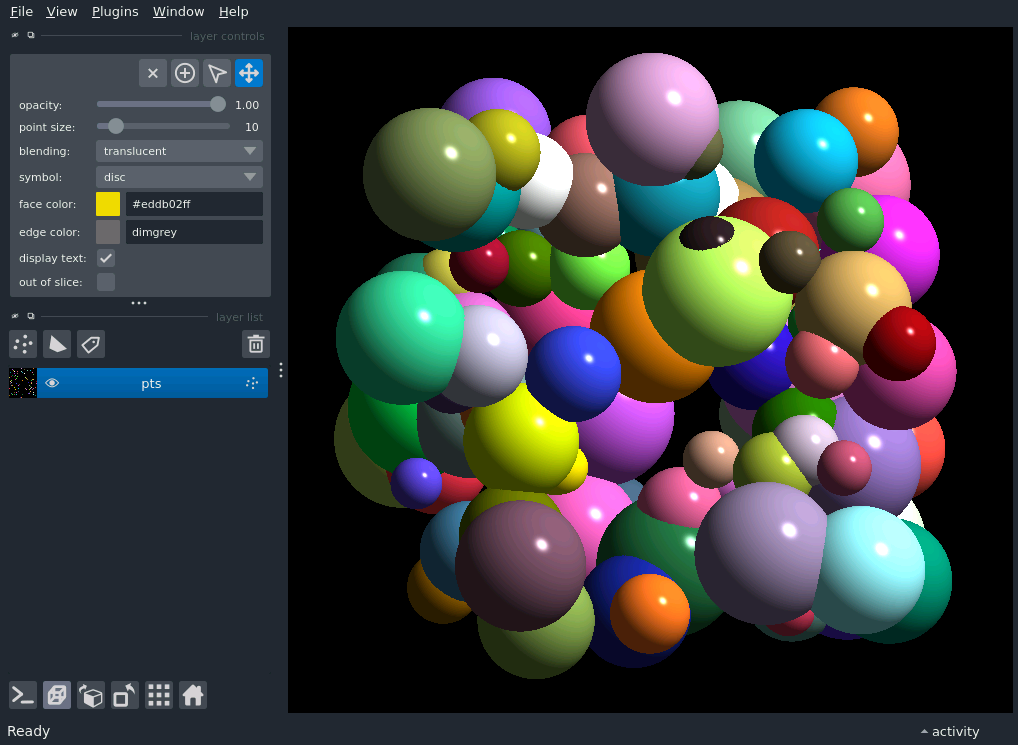 File View Plugins Window Help
layer controls
opacity: 1.00
point size: 10
blending: translucent
symbol: disc
face color: #eddb02ff
edge color: dimgrey
display text:
out of slice:
layer list
pts
Ready
activity